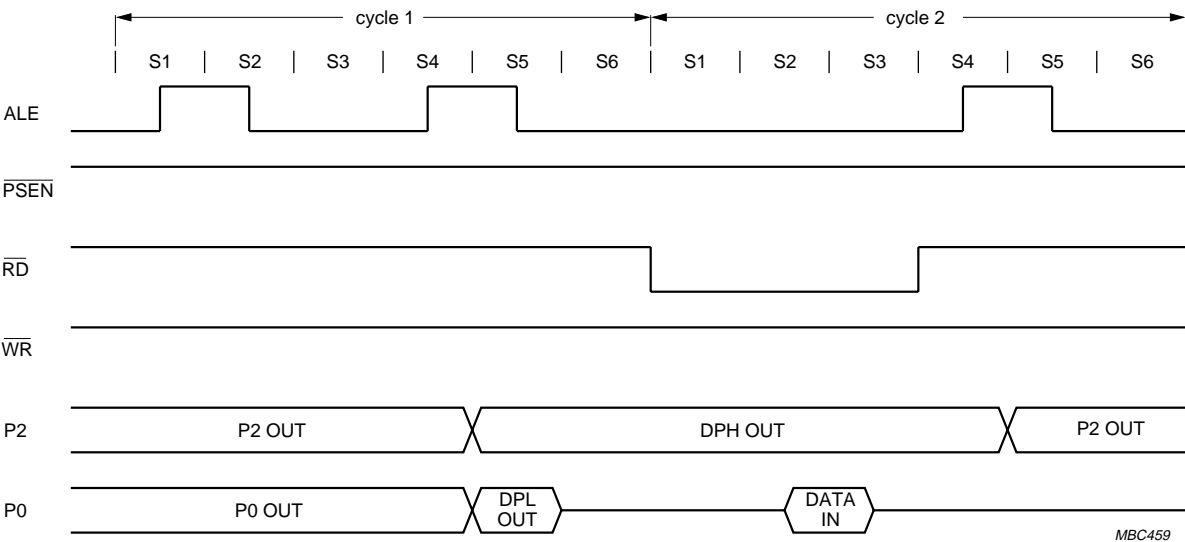 cycle 1 cycle 2
S1 S2 S3 S4 S5 S6 S1 S2 S3 S4 S5 S6
ALE
PSEN
RD
WR
P2 P2 OUT DPH OUT P2 OUT
P0 P0 OUT DPL OUT DATA IN
MBC459